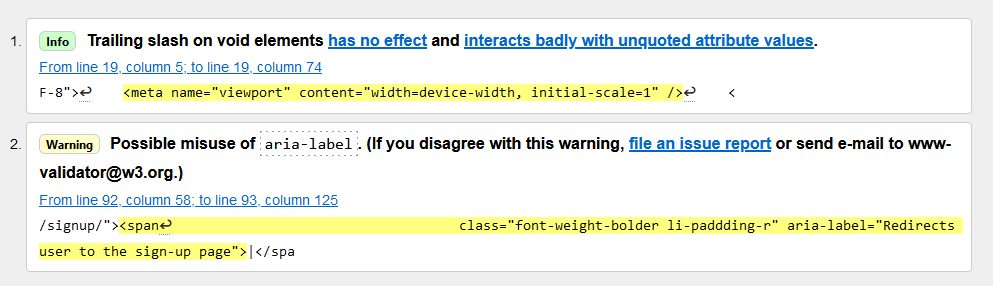 1. Info Trailing slash on void elements has no effect and interacts badly with unquoted attribute values.
From line 19, column 5; to line 19, column 74
F-8">↩    <meta name="viewport" content="width=device-width, initial-scale=1" />↩    <
2. Warning Possible misuse of aria-label. (If you disagree with this warning, file an issue report or send e-mail to www-
validator@w3.org.)
From line 92, column 58; to line 93, column 125
/signup/"><span↩                                    class="font-weight-bolder li-paddding-r" aria-label="Redirects
user to the sign-up page">|</spa